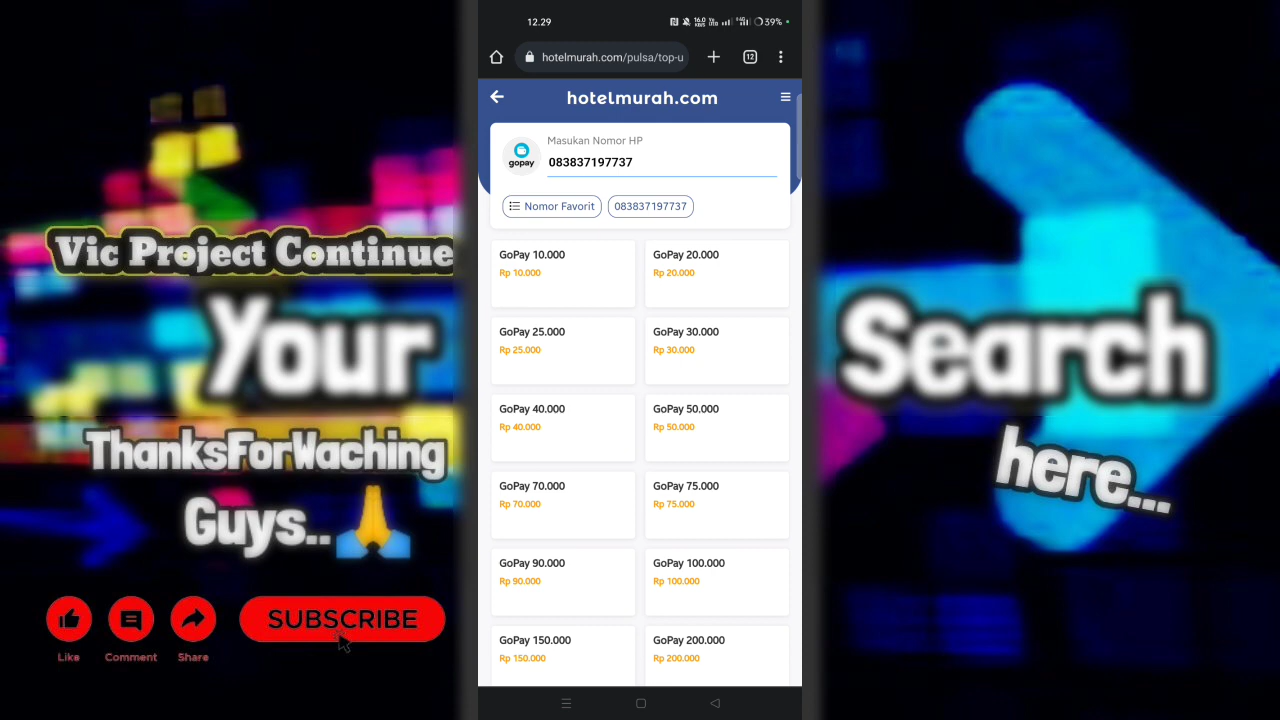 Vic Project Continue
Your
ThanksForWaching
Guys..
Like
Comment
Share
SUBSCRIBE
12.29
16.0
KB/S
39%
hotelmurah.com/pulsa/top-u
12
hotelmurah.com
Masukan Nomor HP
gopay
083837197737
Nomor Favorit
083837197737
GoPay 10.000
Rp 10.000
GoPay 20.000
Rp 20.000
GoPay 25.000
Rp 25.000
GoPay 30.000
Rp 30.000
GoPay 40.000
Rp 40.000
GoPay 50.000
Rp 50.000
GoPay 70.000
Rp 70.000
GoPay 75.000
Rp 75.000
GoPay 90.000
Rp 90.000
GoPay 100.000
Rp 100.000
GoPay 150.000
Rp 150.000
GoPay 200.000
Rp 200.000
Search
here...